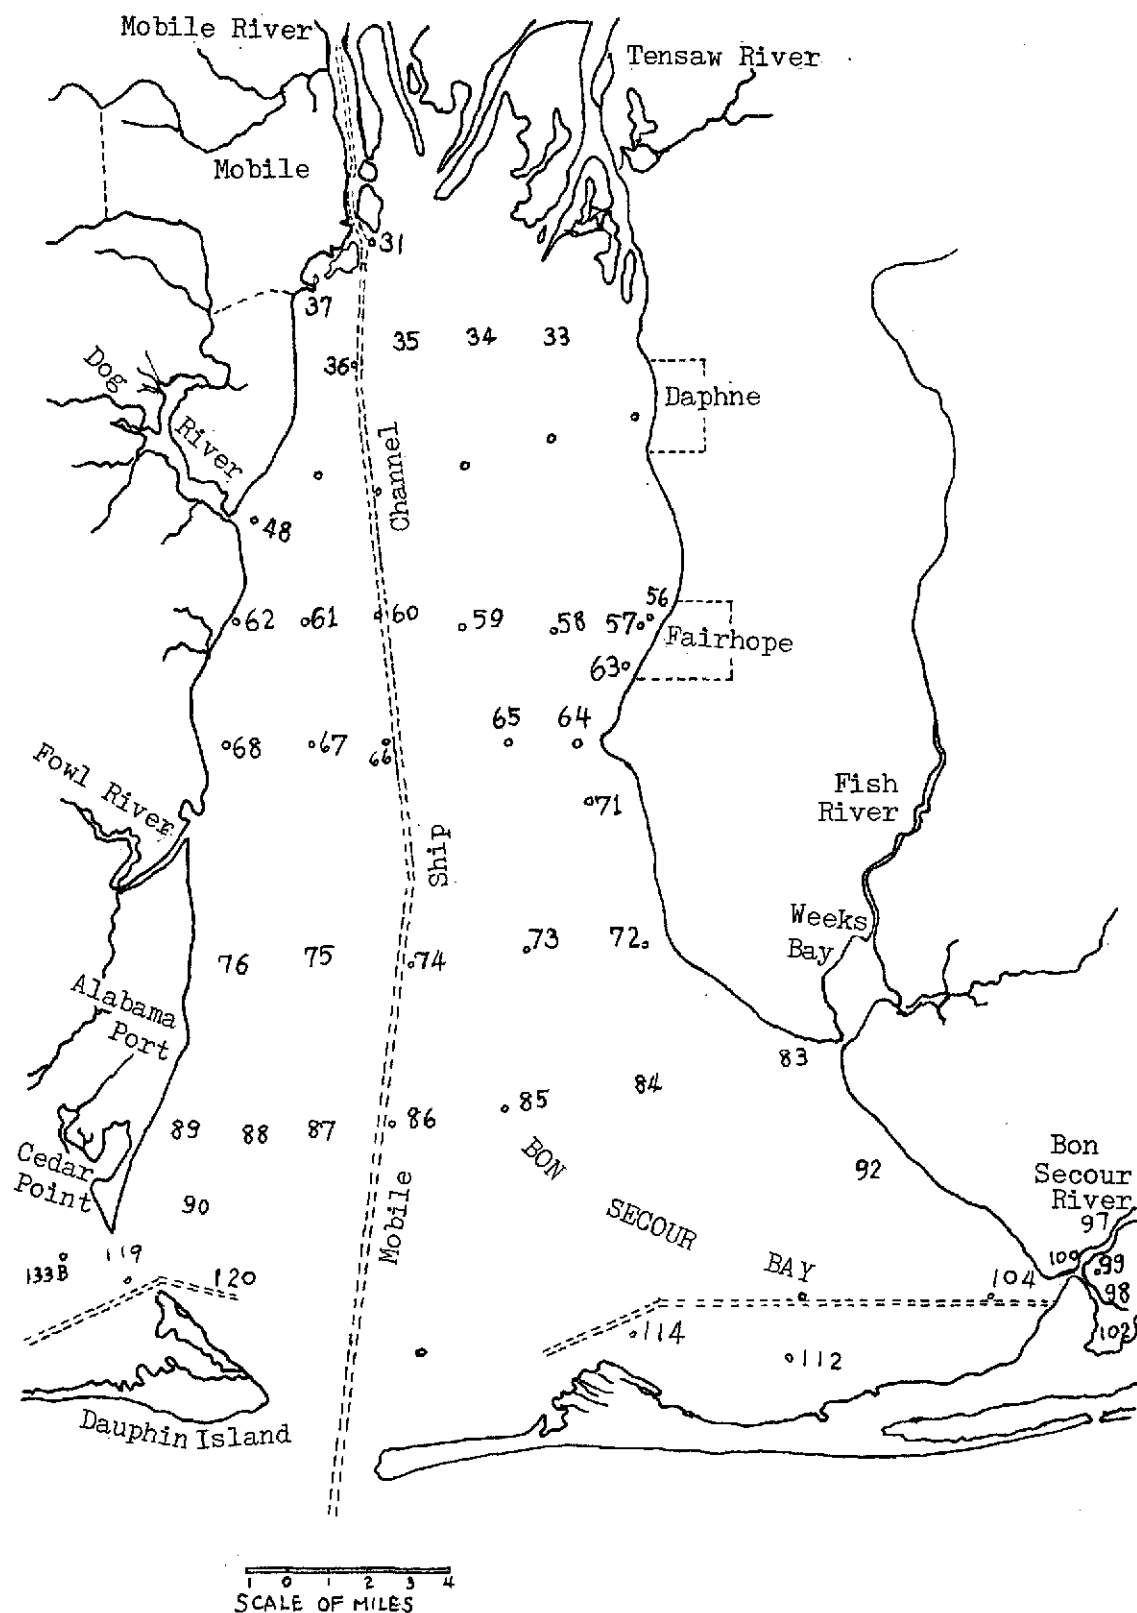 Mobile River
Tensaw River
Mobile
31
37
35
34
33
36
Dog
River
Daphne
Channel
48
56
62
61
60
59
58
57
Fairhope
63
65
64
68
67
66
Fowl River
71
Fish
River
Ship
Weeks
Bay
76
75
74
73
72
Alabama
Port
83
84
85
86
89
88
87
BON
SECOUR
BAY
92
Cedar
Point
90
Bon
Secour
River
97
Mobile
133B
119
120
100
99
98
104
102
114
112
Dauphin Island
1 0 1 2 3 4
SCALE OF MILES